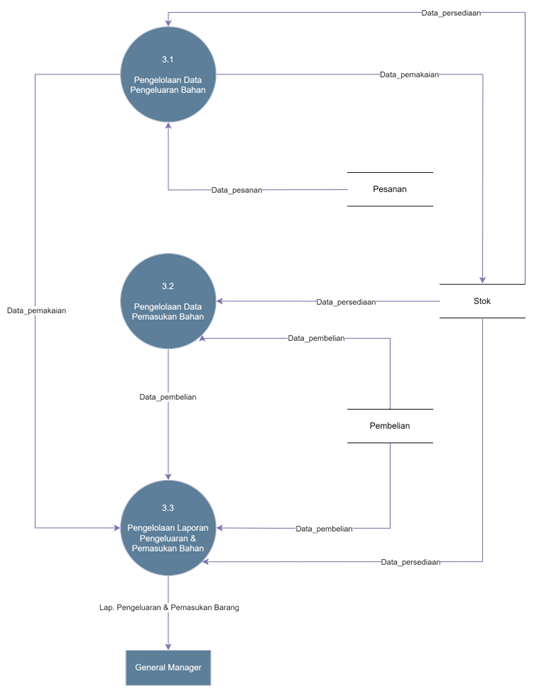 Data_persediaan
3.1
Pengelolaan Data
Pengeluaran Bahan
Data_pemakaian
Data_pesanan
Pesanan
3.2
Pengelolaan Data
Pemasukan Bahan
Data_persediaan
Stok
Data_pemakaian
Data_pembelian
Data_pembelian
Pembelian
3.3
Pengelolaan Laporan
Pengeluaran &
Pemasukan Bahan
Data_pembelian
Data_persediaan
Lap. Pengeluaran & Pemasukan Barang
General Manager